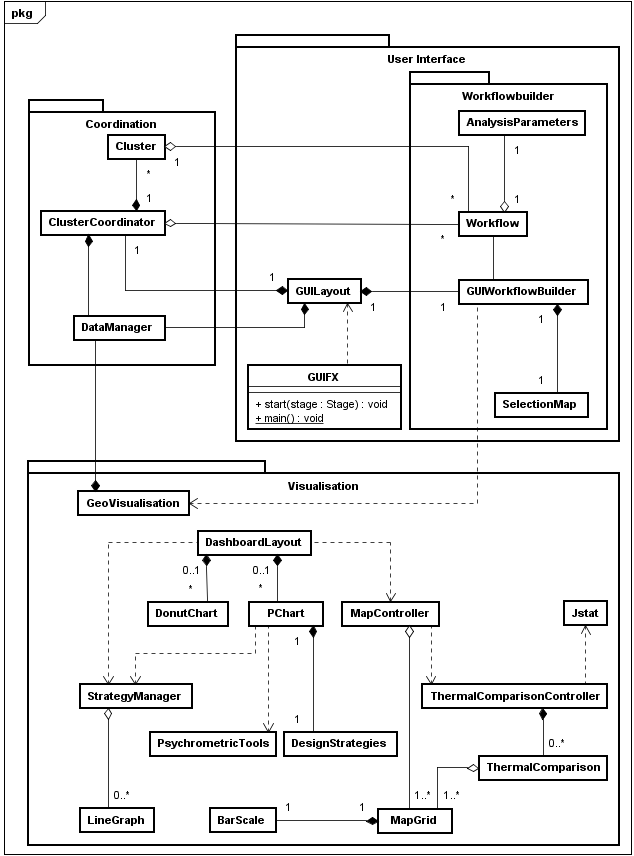 pkg
User Interface
Workflowbuilder
AnalysisParameters
Coordination
Cluster
1
1
*
*
1
1
ClusterCoordinator
Workflow
*
1
1
GUILayout
GUIWorkflowBuilder
1
1
1
DataManager
GUIFX
+ start(stage : Stage) : void
+ main() : void
1
SelectionMap
Visualisation
GeoVisualisation
DashboardLayout
0..1
0..1
*
*
DonutChart
PChart
MapController
Jstat
1
StrategyManager
ThermalComparisonController
1
PsychrometricTools
DesignStrategies
0..*
ThermalComparison
0..*
1..*
1..*
1
1
LineGraph
BarScale
MapGrid